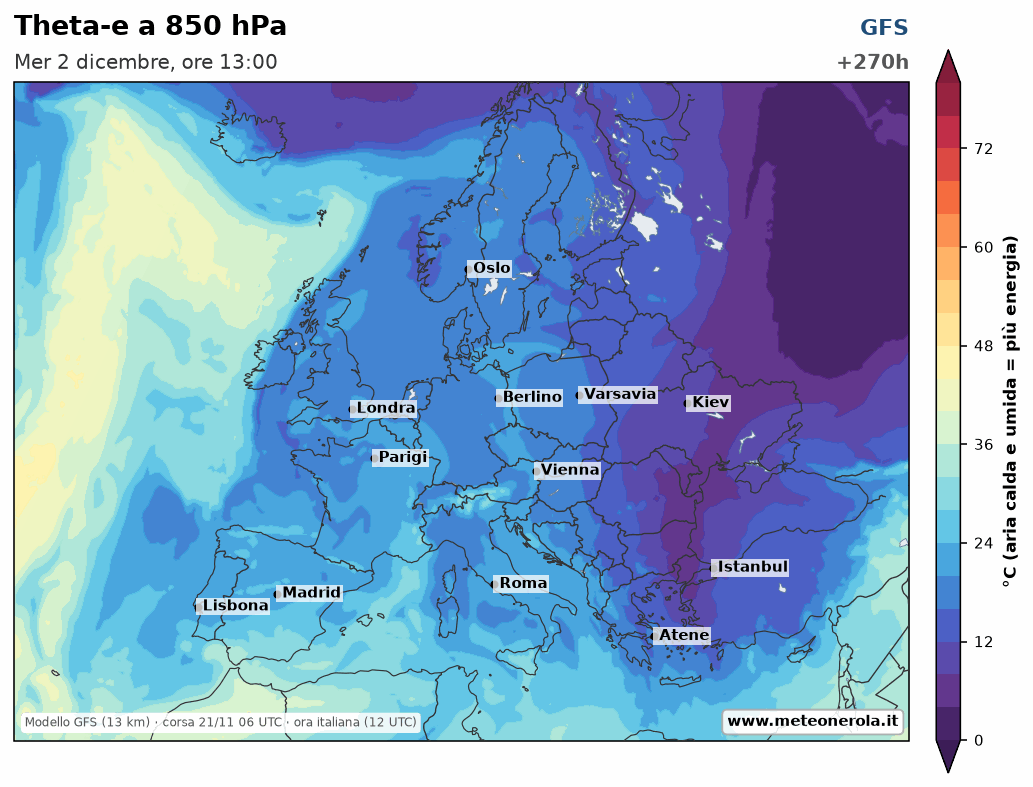 Theta-e a 850 hPa
GFS
Mer 2 dicembre, ore 13:00
+270h
72
60
48
36
24
12
0
°C (aria calda e umida = più energia)
Oslo
Londra
Berlino
Varsavia
Kiev
Parigi
Vienna
Istanbul
Roma
Madrid
Lisbona
Atene
Modello GFS (13 km) · corsa 21/11 06 UTC · ora italiana (12 UTC)
www.meteonerola.it